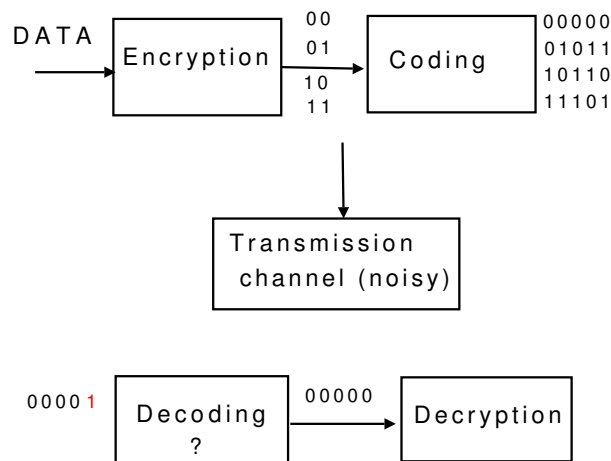 DATA
Encryption
00
01
10
11
Coding
00000
01011
10110
11101
Transmission
channel (noisy)
00001
Decoding
?
00000
Decryption